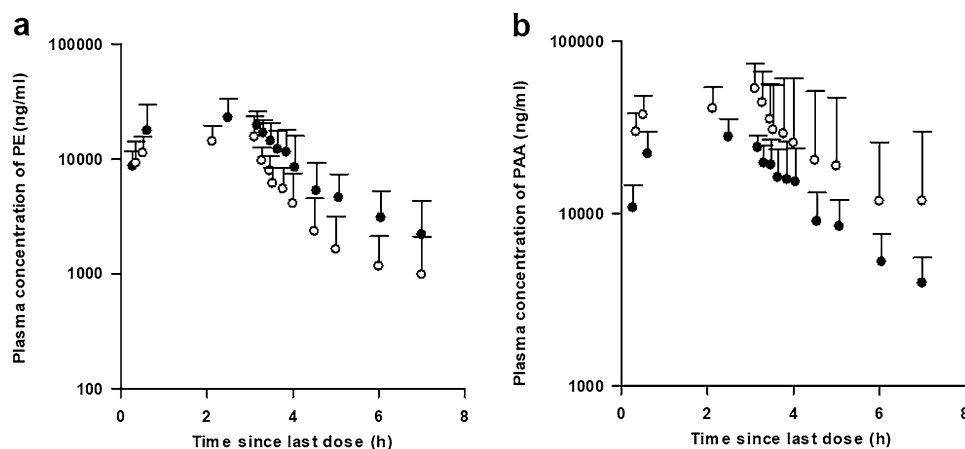 a
100000
10000
1000
100
Plasma concentration of PE (ng/ml)
0 2 4 6 8
Time since last dose (h)
b
100000
10000
1000
Plasma concentration of PAA (ng/ml)
0 2 4 6 8
Time since last dose (h)